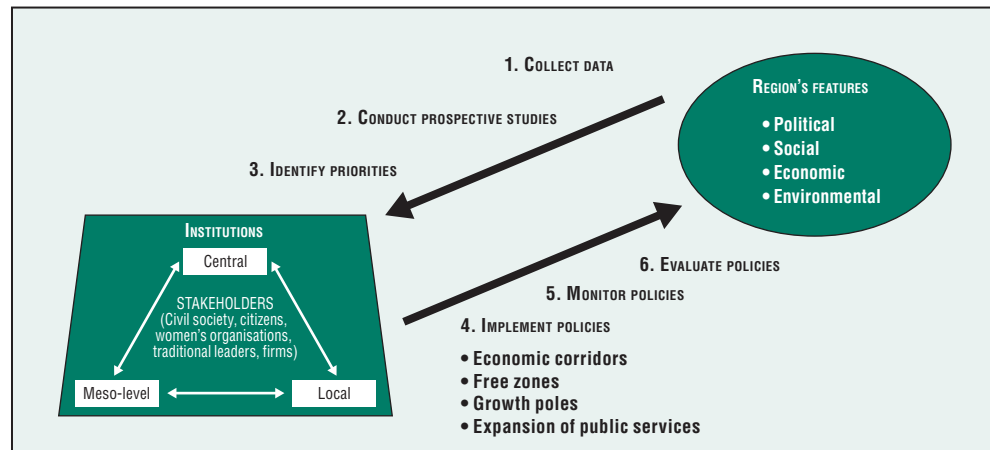 1. COLLECT DATA
2. CONDUCT PROSPECTIVE STUDIES
3. IDENTIFY PRIORITIES
REGION'S FEATURES
• Political
• Social
• Economic
• Environmental
INSTITUTIONS
Central
STAKEHOLDERS
(Civil society, citizens,
women's organisations,
traditional leaders, firms)
Meso-level
Local
6. EVALUATE POLICIES
5. MONITOR POLICIES
4. IMPLEMENT POLICIES
• Economic corridors
• Free zones
• Growth poles
• Expansion of public services